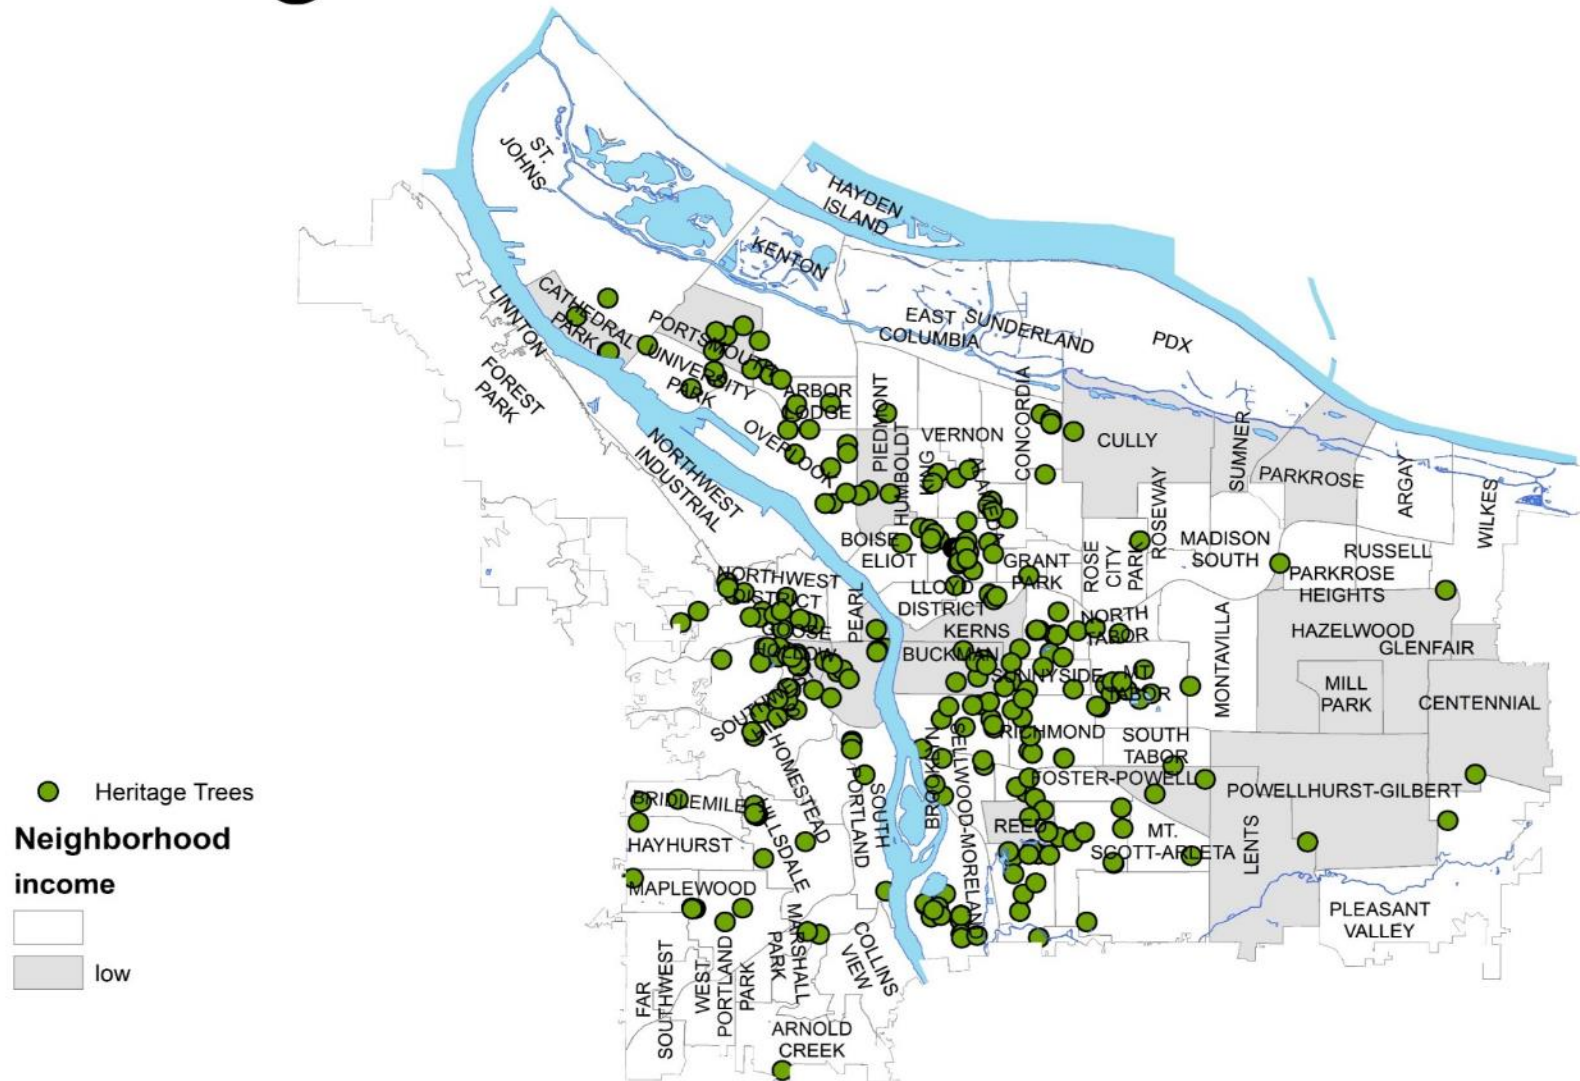 ST.
JOHNS
HAYDEN
ISLAND
KENTON
CATHEDRAL
PARK
LINNTON
FOREST
PARK
PORTSMOUTH
UNIVERSITY
PARK
EAST
COLUMBIA
SUNDERLAND
PDX
ARBOR
LODGE
OVERLOOK
PIEDMONT
HUMBOLDT
VERNON
KING
CONCORDIA
CULLY
SUMNER
PARKROSE
ARGAY
WILKES
NORTHWEST
INDUSTRIAL
ALAMEDA
ROSEWAY
BOISE
ELIOT
GRANT
PARK
ROSE
CITY
PARK
MADISON
SOUTH
RUSSELL
PARKROSE
HEIGHTS
NORTHWEST
DISTRICT
PEARL
LLOYD
DISTRICT
KERNS
NORTH
TABOR
HAZELWOOD
GLENFAIR
GOOSE
HOLLOW
BUCKMAN
SUNNYSIDE
MT.
TABOR
MONTAVILLA
MILL
PARK
CENTENNIAL
SOUTHWEST
HILLS
HOMESTEAD
RICHMOND
SOUTH
TABOR
BROOKLYN
SELLWOOD-MORELAND
FOSTER-POWELL
POWELLHURST-GILBERT
SOUTH
PORTLAND
BRIDLEMILE
HILLSDALE
REED
MT.
SCOTT-ARLETA
LENTS
HAYHURST
MAPLEWOOD
PLEASANT
VALLEY
MARSHALL
PARK
COLLINS
VIEW
FAR
SOUTHWEST
WEST
PORTLAND
PARK
ARNOLD
CREEK
Heritage Trees
Neighborhood
income
low